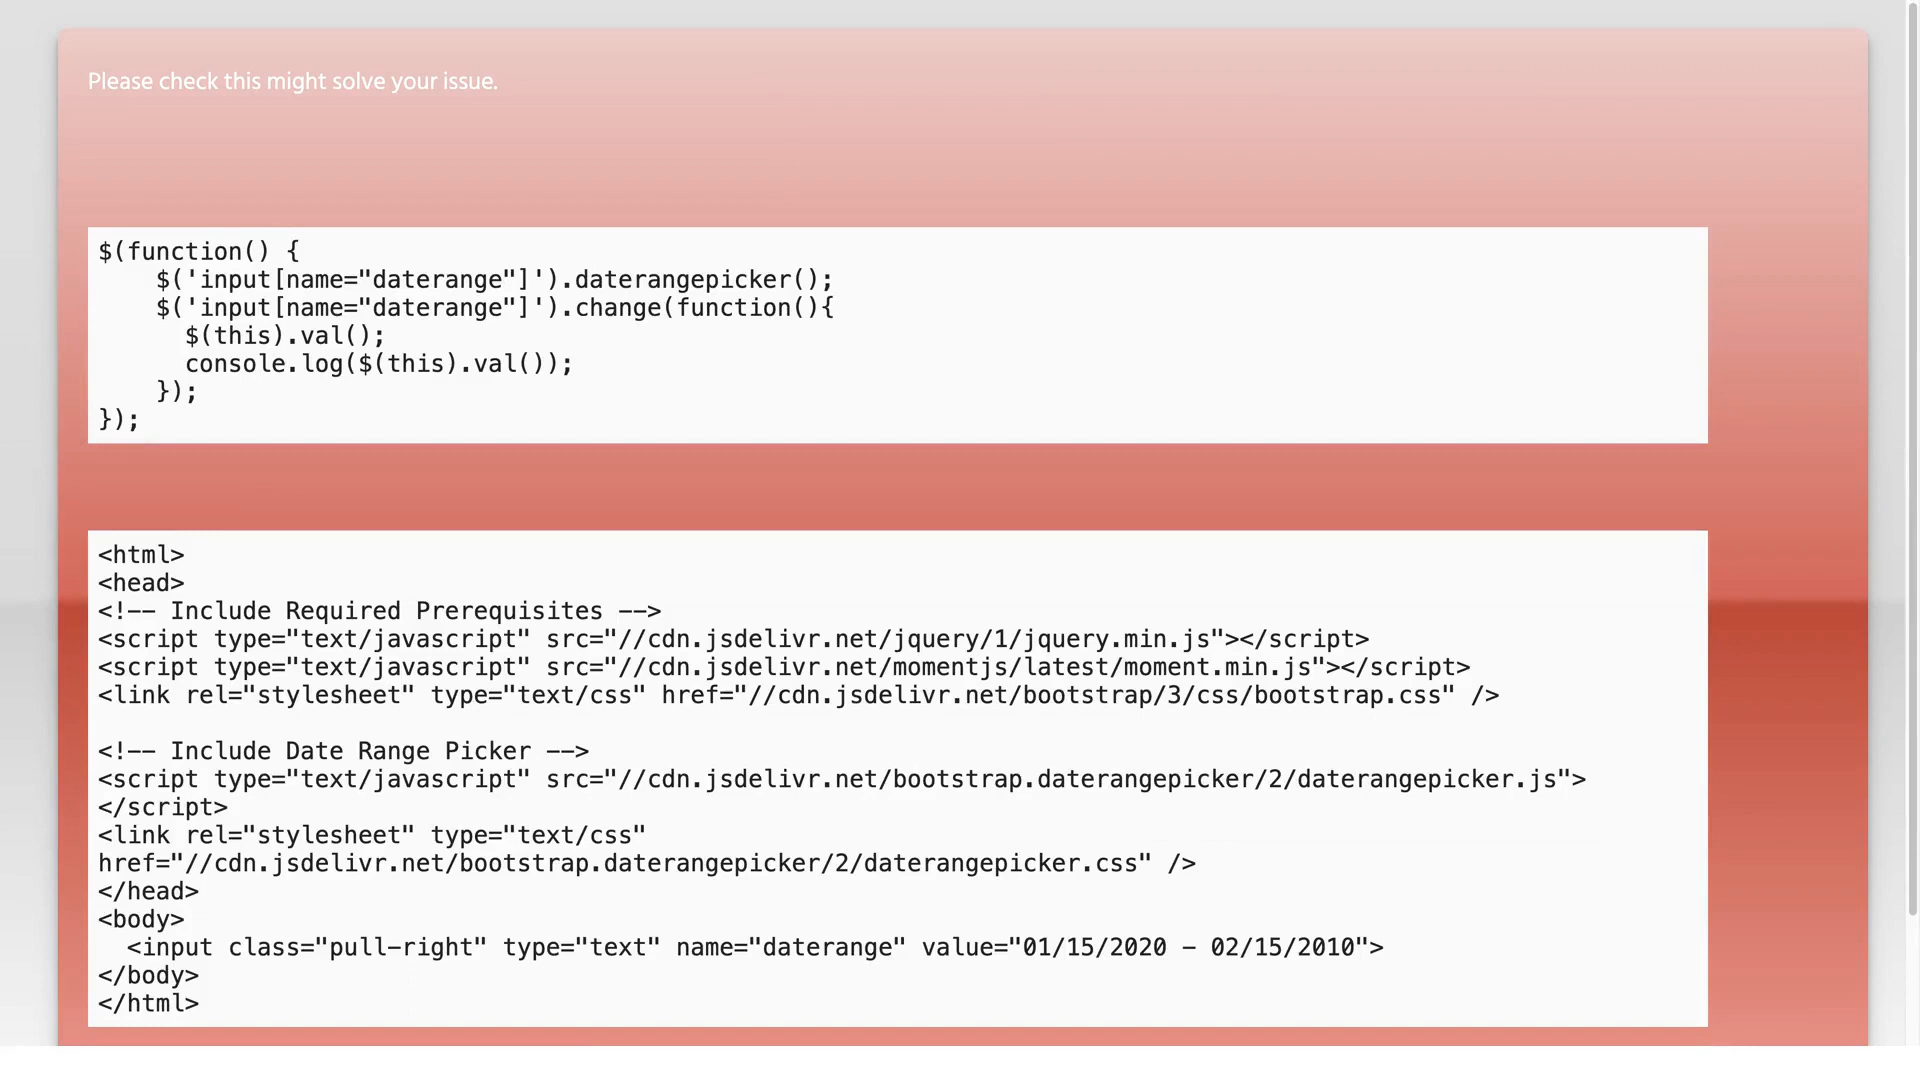 Please check this might solve your issue.
$(function() {
    $('input[name="daterange"]').daterangepicker();
    $('input[name="daterange"]').change(function(){
      $(this).val();
      console.log($(this).val());
    });
});
<html>
<head>
<!-- Include Required Prerequisites -->
<script type="text/javascript" src="//cdn.jsdelivr.net/jquery/1/jquery.min.js"></script>
<script type="text/javascript" src="//cdn.jsdelivr.net/momentjs/latest/moment.min.js"></script>
<link rel="stylesheet" type="text/css" href="//cdn.jsdelivr.net/bootstrap/3/css/bootstrap.css" />
<!-- Include Date Range Picker -->
<script type="text/javascript" src="//cdn.jsdelivr.net/bootstrap.daterangepicker/2/daterangepicker.js">
</script>
<link rel="stylesheet" type="text/css"
href="//cdn.jsdelivr.net/bootstrap.daterangepicker/2/daterangepicker.css" />
</head>
<body>
  <input class="pull-right" type="text" name="daterange" value="01/15/2020 - 02/15/2010">
</body>
</html>